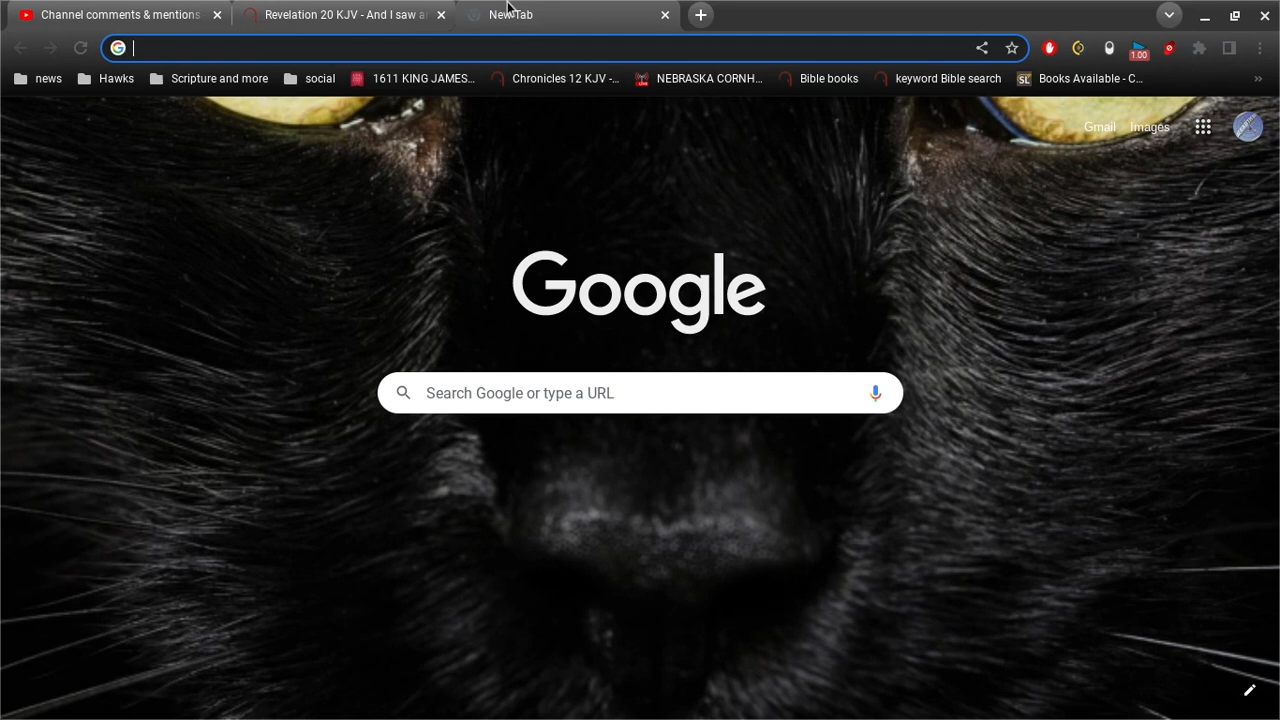 Channel comments & mentions
Revelation 20 KJV - And I saw a
New Tab
1.00
news
Hawks
Scripture and more
social
1611 KING JAMES...
Chronicles 12 KJV -...
LIVE
NEBRASKA CORNH...
Bible books
keyword Bible search
SL
Books Available - C...
Gmail
Images
Google
Search Google or type a URL